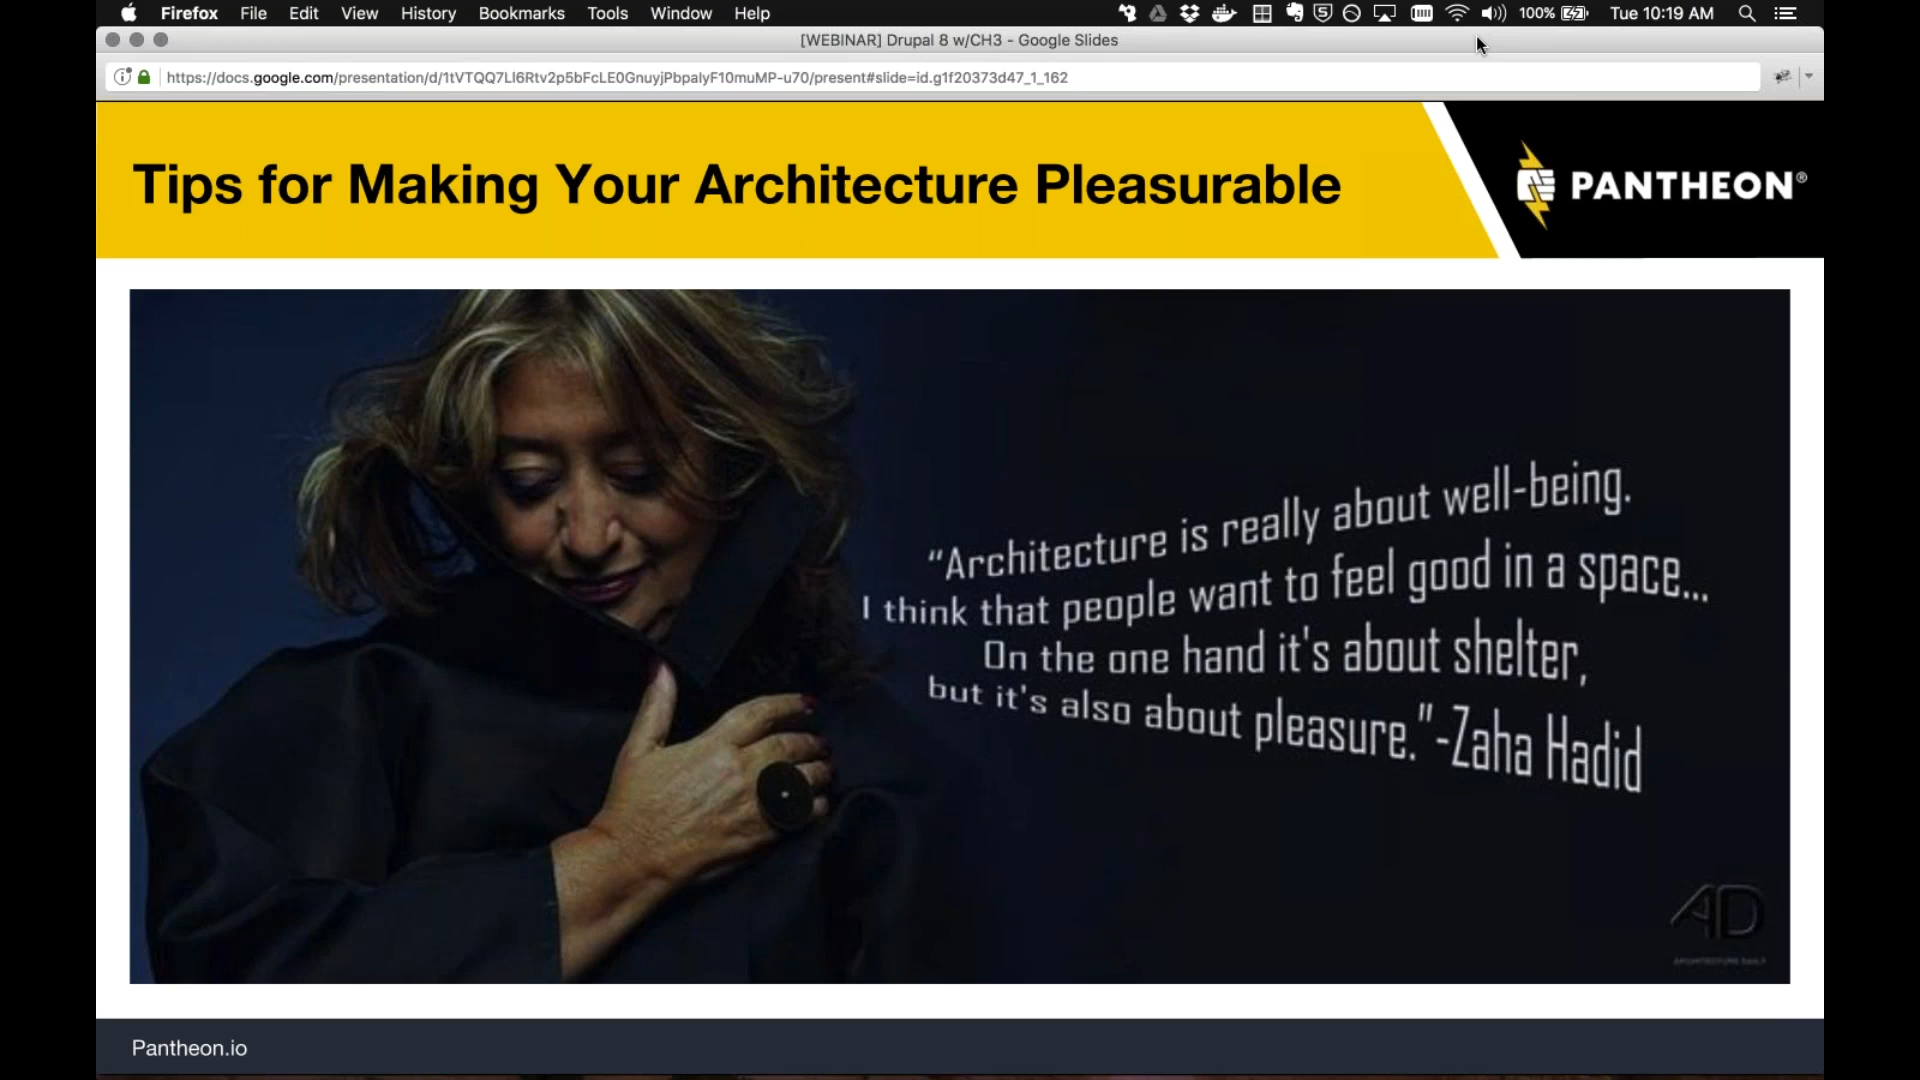 Firefox File Edit View History Bookmarks Tools Window Help 100% Tue 10:19 AM
[WEBINAR] Drupal 8 w/CH3 - Google Slides
https://docs.google.com/presentation/d/1tVTQQ7Ll6Rtv2p5bFcLE0GnuyjPbpalyF10muMP-u70/present#slide=id.g1f20373d47_1_162
Tips for Making Your Architecture Pleasurable
PANTHEON®
“Architecture is really about well-being.
I think that people want to feel good in a space...
On the one hand it's about shelter,
but it's also about pleasure.”-Zaha Hadid
AD
ARCHITECTURE DAILY
Pantheon.io